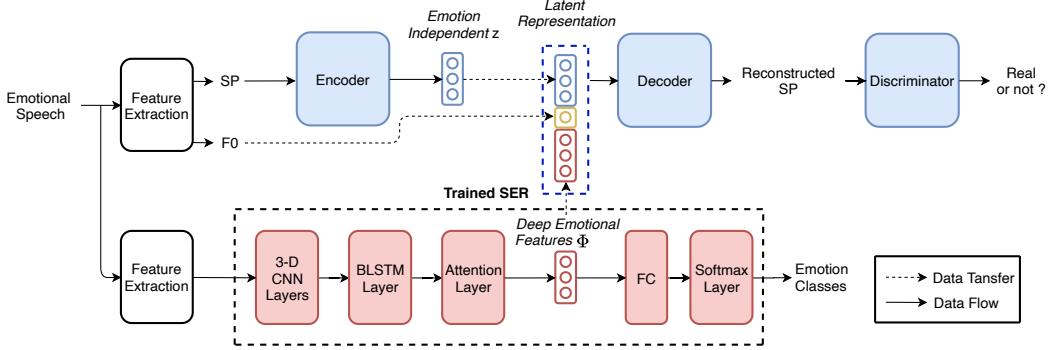 Emotion
Independent z
Latent
Representation
Emotional
Speech
Feature
Extraction
SP
F0
Encoder
Decoder
Reconstructed
SP
Discriminator
Real
or not ?
Trained SER
Deep Emotional
Features Φ
Feature
Extraction
3-D
CNN
Layers
BLSTM
Layer
Attention
Layer
FC
Softmax
Layer
Emotion
Classes
Data Transfer
Data Flow